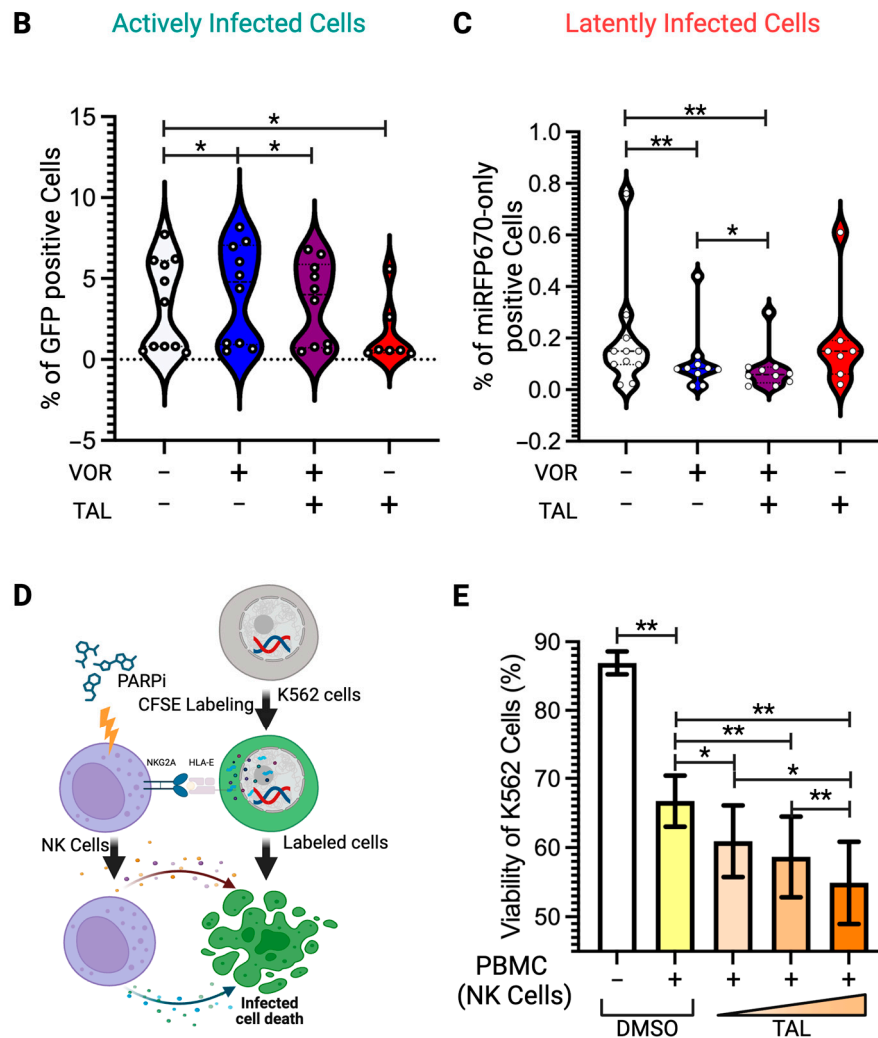 B Actively Infected Cells
% of GFP positive Cells
15
10
5
0
−5
* * *
VOR − + + −
TAL − − + +
C Latently Infected Cells
% of miRFP670-only
positive Cells
1.0
0.8
0.6
0.4
0.2
0.0
−0.2
** ** *
VOR − + + −
TAL − − + +
D
PARPi
CFSE Labeling
K562 cells
NKG2A HLA-E
NK Cells
Labeled cells
Infected
cell death
E
Viability of K562 Cells (%)
90
80
70
60
50
** ** ** * * **
PBMC
(NK Cells)
− + + + +
DMSO TAL